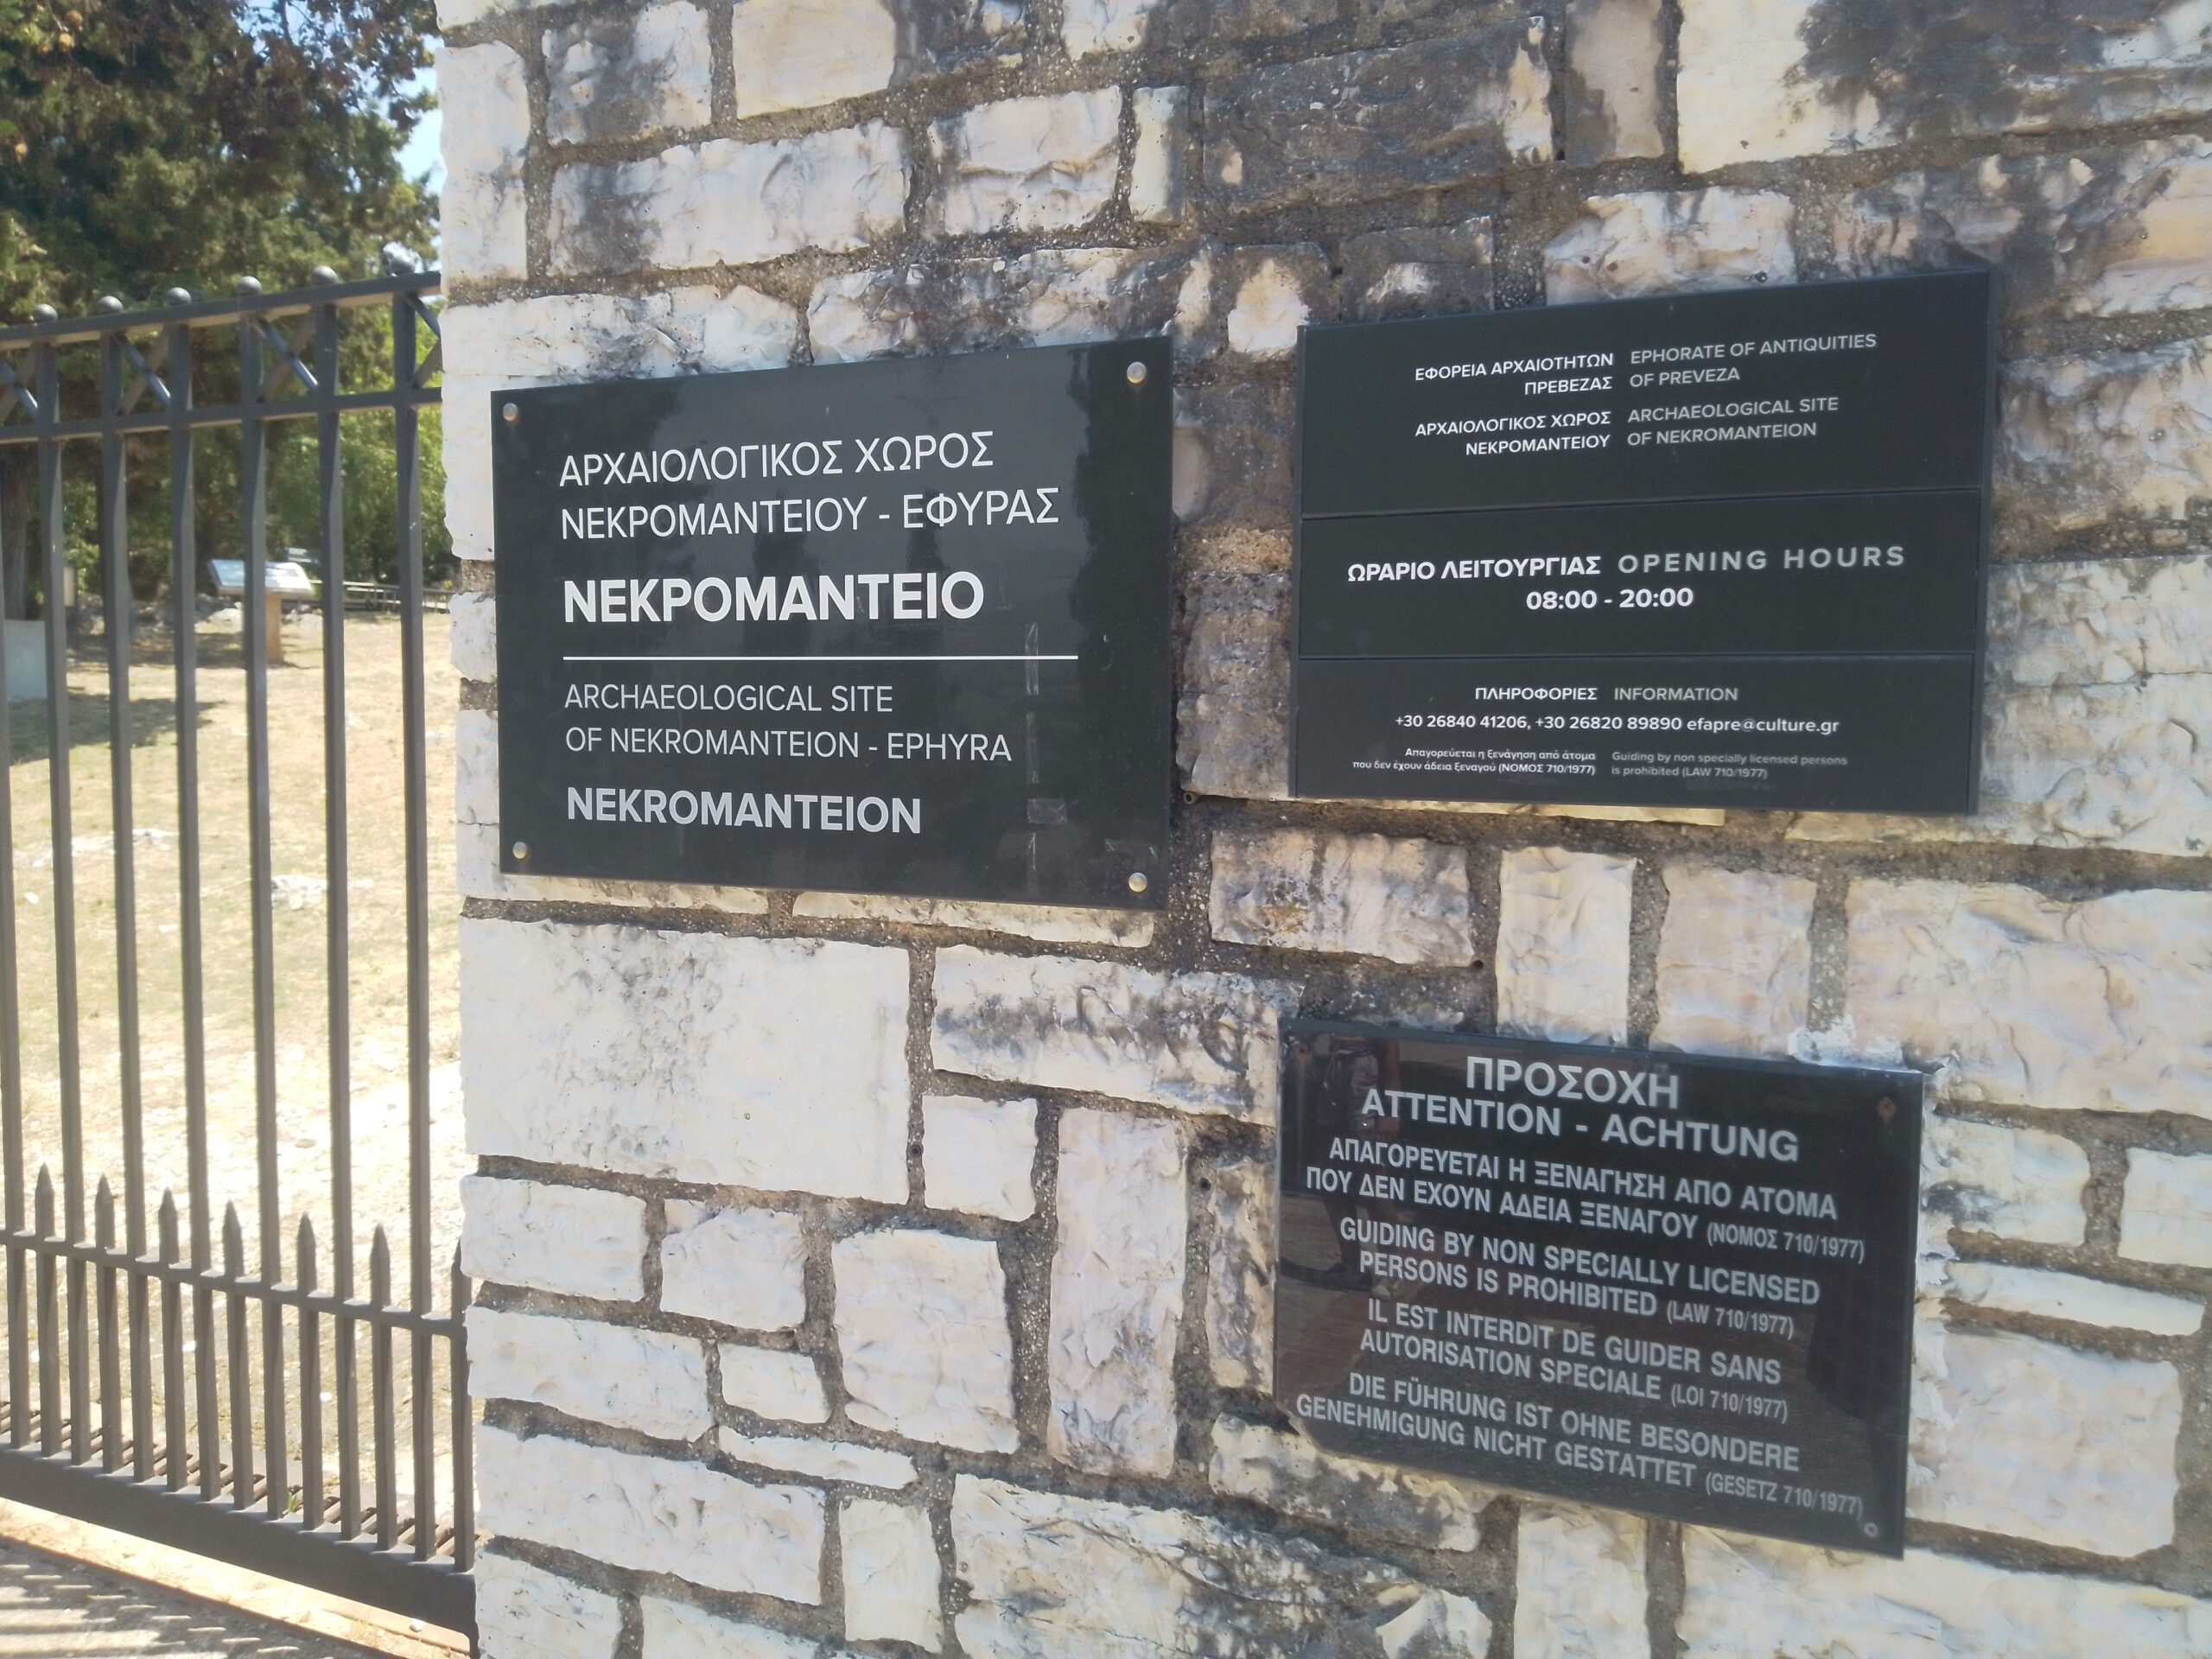 ΑΡΧΑΙΟΛΟΓΙΚΟΣ ΧΩΡΟΣ
ΝΕΚΡΟΜΑΝΤΕΙΟΥ - ΕΦΥΡΑΣ
ΝΕΚΡΟΜΑΝΤΕΙΟ
ARCHAEOLOGICAL SITE
OF NEKROMANTEION - EPHYRA
NEKROMANTEION
ΕΦΟΡΕΙΑ ΑΡΧΑΙΟΤΗΤΩΝ
ΠΡΕΒΕΖΑΣ
EPHORATE OF ANTIQUITIES
OF PREVEZA
ΑΡΧΑΙΟΛΟΓΙΚΟΣ ΧΩΡΟΣ
ΝΕΚΡΟΜΑΝΤΕΙΟΥ
ARCHAEOLOGICAL SITE
OF NEKROMANTEION
ΩΡΑΡΙΟ ΛΕΙΤΟΥΡΓΙΑΣ OPENING HOURS
08:00 - 20:00
ΠΛΗΡΟΦΟΡΙΕΣ INFORMATION
+30 26840 41206, +30 26820 89890 efapre@culture.gr
Απαγορεύεται η ξενάγηση από άτομα
που δεν έχουν άδεια ξεναγού (ΝΟΜΟΣ 710/1977)
Guiding by non specially licensed persons
is prohibited (LAW 710/1977)
ΠΡΟΣΟΧΗ
ATTENTION - ACHTUNG
ΑΠΑΓΟΡΕΥΕΤΑΙ Η ΞΕΝΑΓΗΣΗ ΑΠΟ ΑΤΟΜΑ
ΠΟΥ ΔΕΝ ΕΧΟΥΝ ΑΔΕΙΑ ΞΕΝΑΓΟΥ (ΝΟΜΟΣ 710/1977)
GUIDING BY NON SPECIALLY LICENSED
PERSONS IS PROHIBITED (LAW 710/1977)
IL EST INTERDIT DE GUIDER SANS
AUTORISATION SPECIALE (LOI 710/1977)
DIE FÜHRUNG IST OHNE BESONDERE
GENEHMIGUNG NICHT GESTATTET (GESETZ 710/1977)